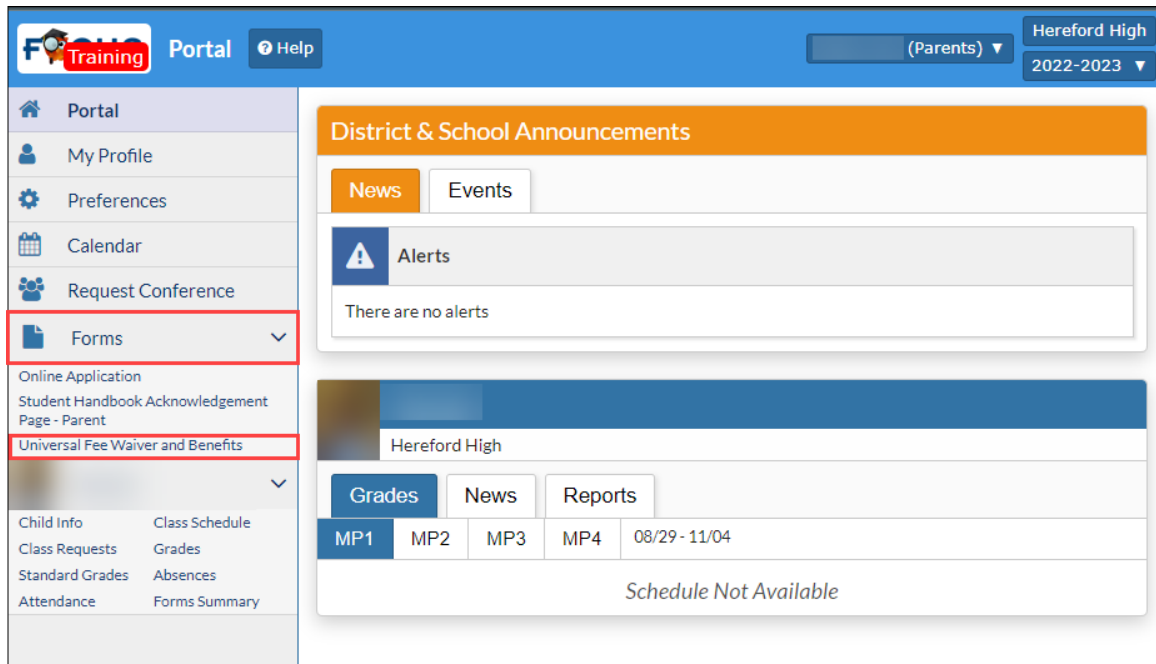 FOCUS
Training
Portal
Help
(Parents) ▼
Hereford High
2022-2023 ▼
Portal
My Profile
Preferences
Calendar
Request Conference
Forms
Online Application
Student Handbook Acknowledgement
Page - Parent
Universal Fee Waiver and Benefits
Child Info Class Schedule
Class Requests Grades
Standard Grades Absences
Attendance Forms Summary
District & School Announcements
News Events
Alerts
There are no alerts
Hereford High
Grades News Reports
MP1 MP2 MP3 MP4 08/29 - 11/04
Schedule Not Available